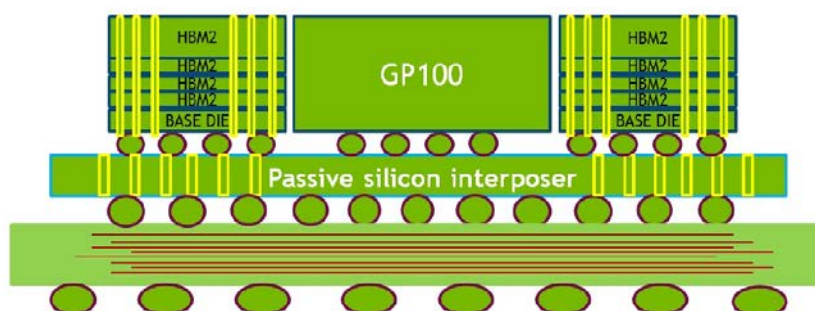 HBM2
HBM2
HBM2
HBM2
BASE DIE
GP100
HBM2
HBM2
HBM2
HBM2
BASE DIE
Passive silicon interposer